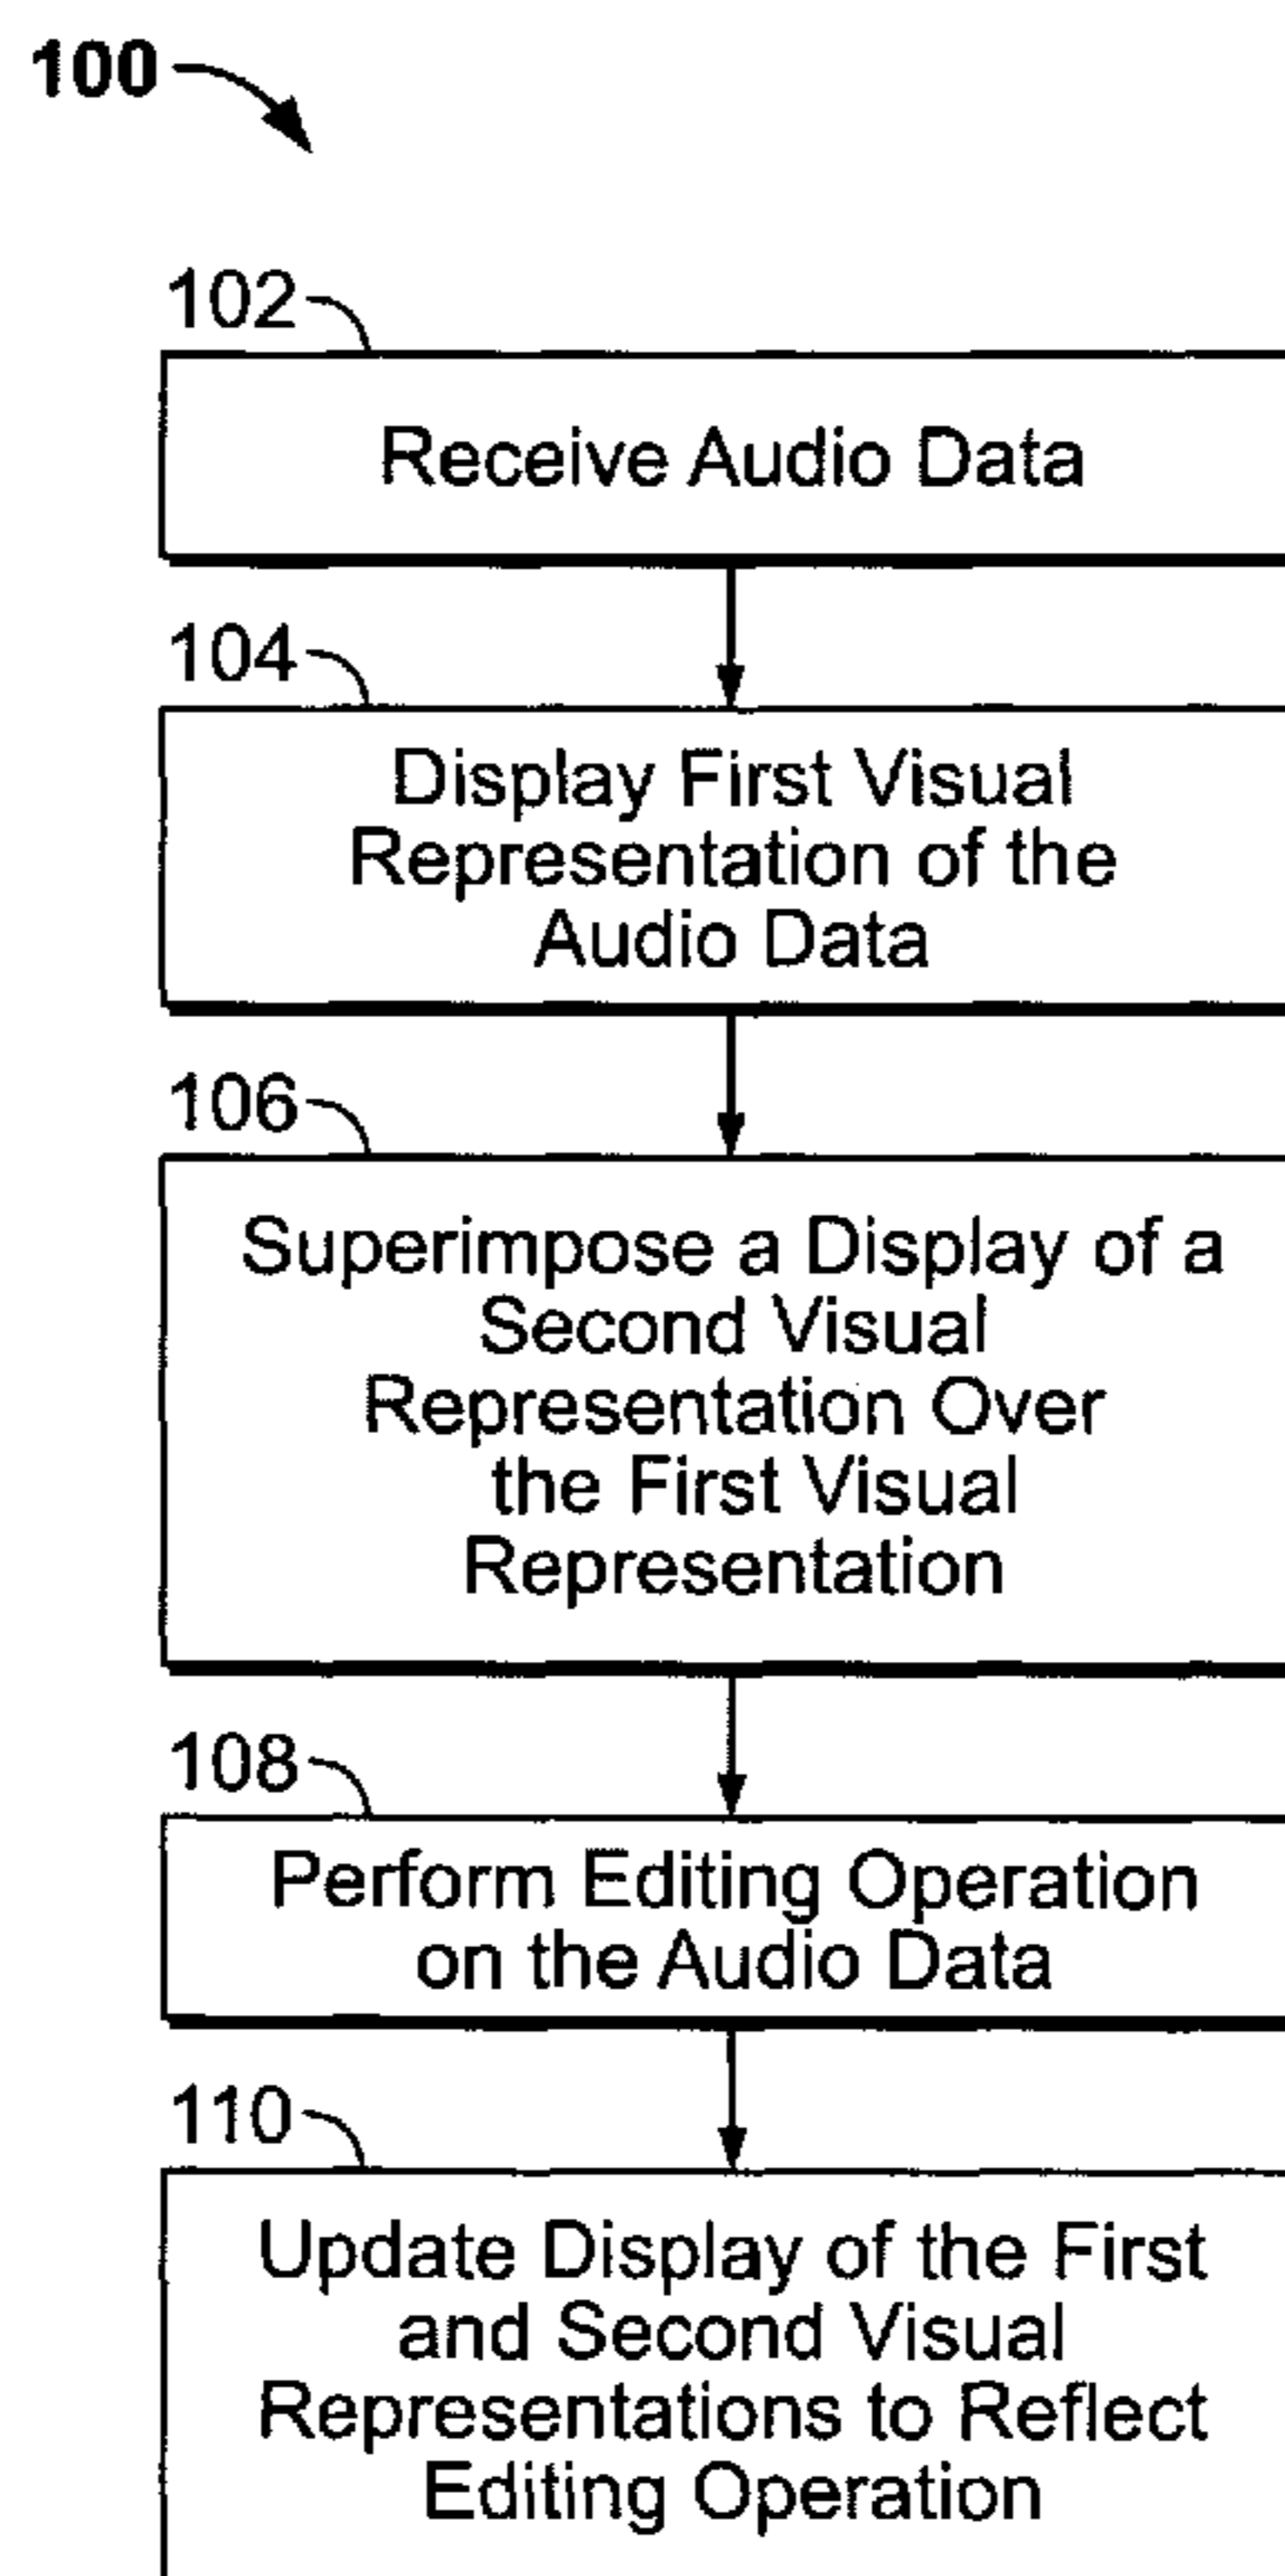 100
102
Receive Audio Data
104
Display First Visual
Representation of the
Audio Data
106
Superimpose a Display of a
Second Visual
Representation Over
the First Visual
Representation
108
Perform Editing Operation
on the Audio Data
110
Update Display of the First
and Second Visual
Representations to Reflect
Editing Operation